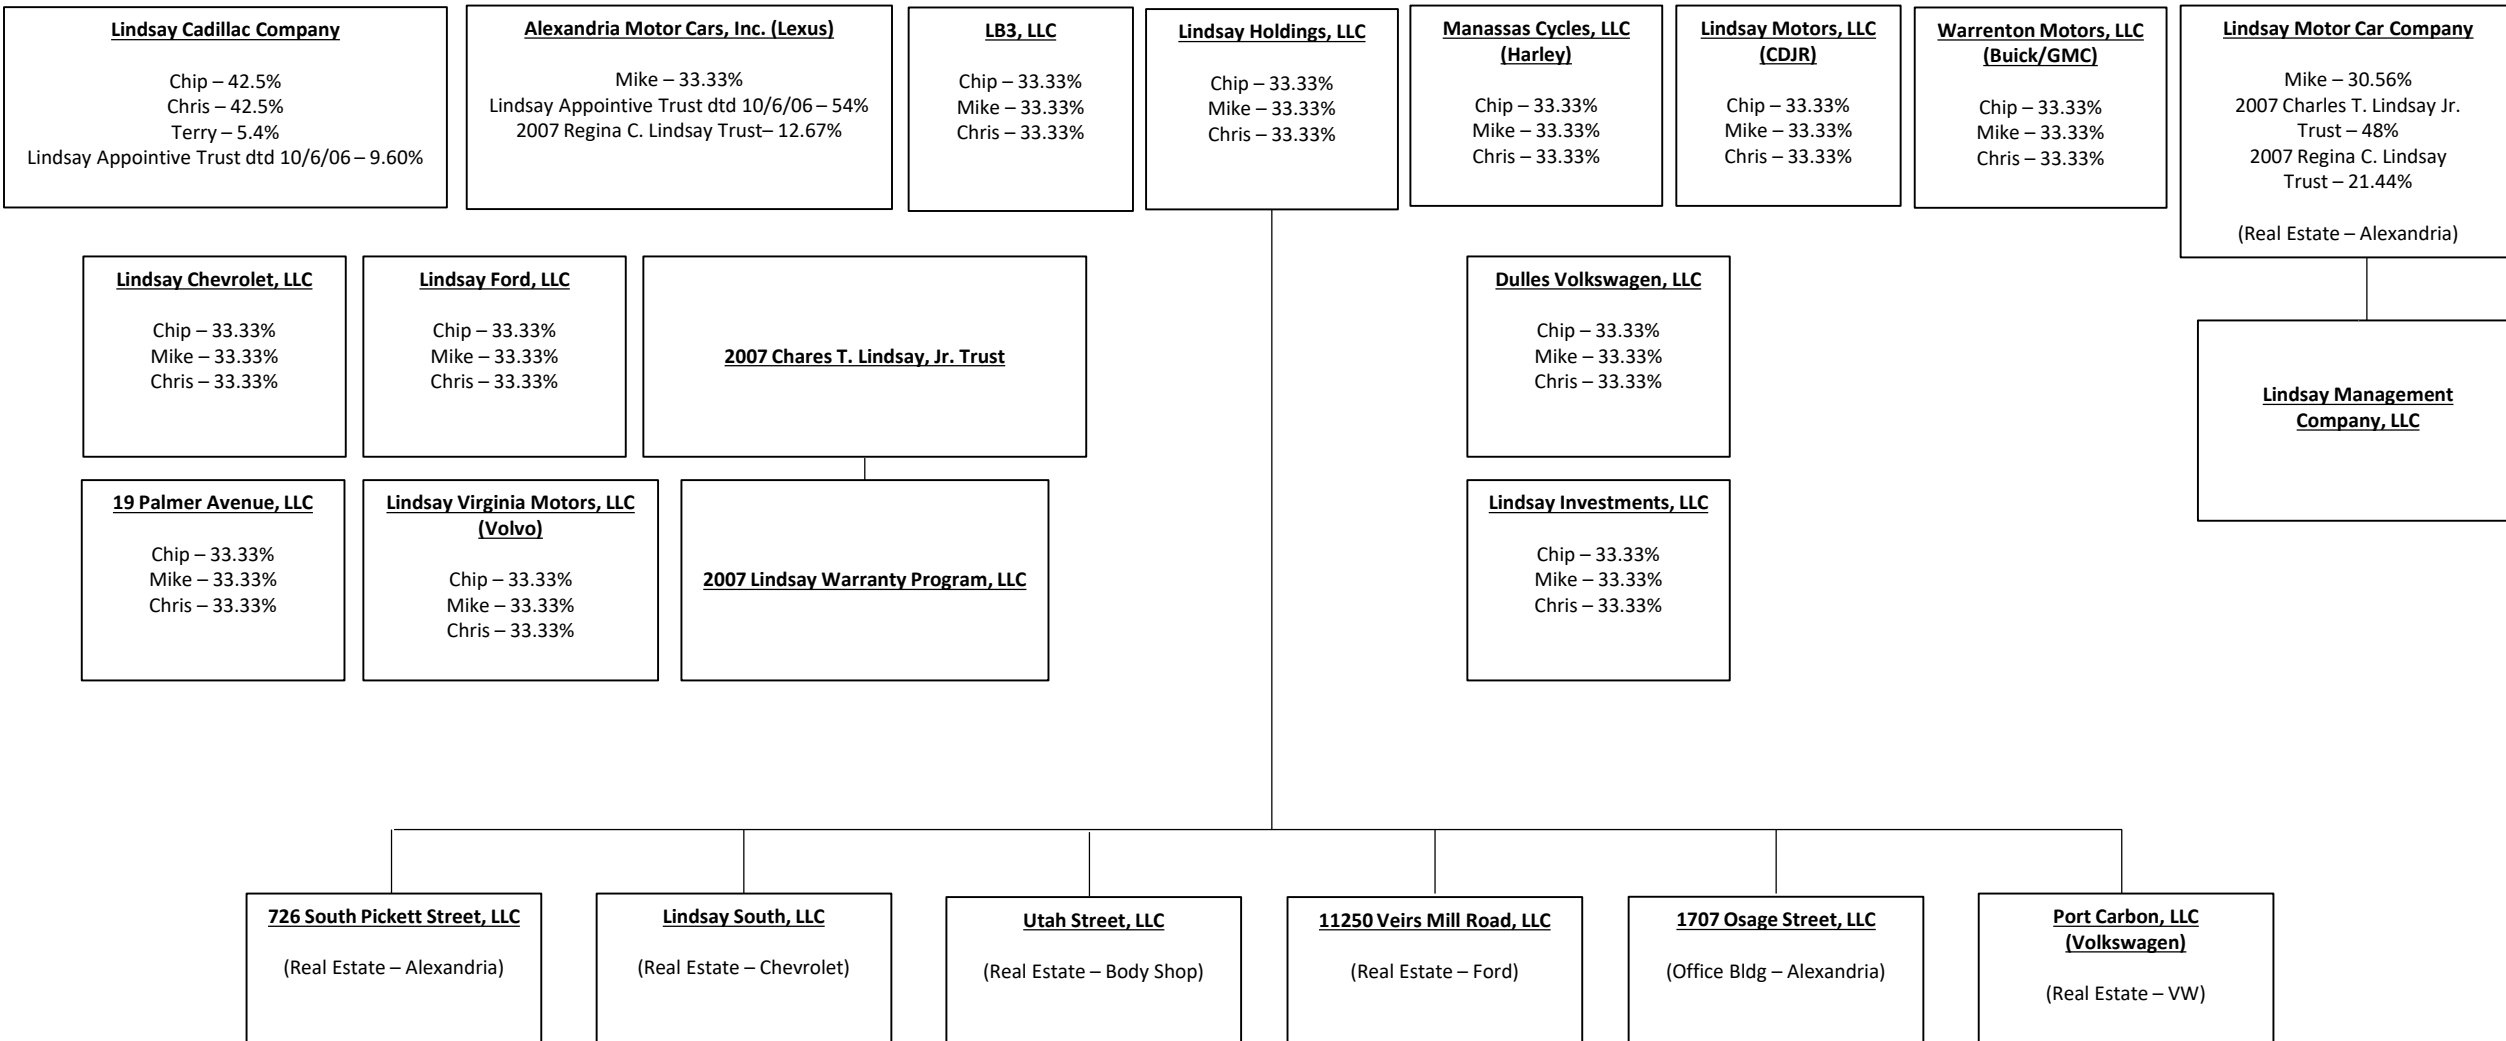 Lindsay Cadillac Company
Chip – 42.5%
Chris – 42.5%
Terry – 5.4%
Lindsay Appointive Trust dtd 10/6/06 – 9.60%
Alexandria Motor Cars, Inc. (Lexus)
Mike – 33.33%
Lindsay Appointive Trust dtd 10/6/06 – 54%
2007 Regina C. Lindsay Trust– 12.67%
LB3, LLC
Chip – 33.33%
Mike – 33.33%
Chris – 33.33%
Lindsay Holdings, LLC
Chip – 33.33%
Mike – 33.33%
Chris – 33.33%
Manassas Cycles, LLC
(Harley)
Chip – 33.33%
Mike – 33.33%
Chris – 33.33%
Lindsay Motors, LLC
(CDJR)
Chip – 33.33%
Mike – 33.33%
Chris – 33.33%
Warrenton Motors, LLC
(Buick/GMC)
Chip – 33.33%
Mike – 33.33%
Chris – 33.33%
Lindsay Motor Car Company
Mike – 30.56%
2007 Charles T. Lindsay Jr.
Trust – 48%
2007 Regina C. Lindsay
Trust – 21.44%
(Real Estate – Alexandria)
Lindsay Chevrolet, LLC
Chip – 33.33%
Mike – 33.33%
Chris – 33.33%
Lindsay Ford, LLC
Chip – 33.33%
Mike – 33.33%
Chris – 33.33%
2007 Chares T. Lindsay, Jr. Trust
Dulles Volkswagen, LLC
Chip – 33.33%
Mike – 33.33%
Chris – 33.33%
Lindsay Management
Company, LLC
19 Palmer Avenue, LLC
Chip – 33.33%
Mike – 33.33%
Chris – 33.33%
Lindsay Virginia Motors, LLC
(Volvo)
Chip – 33.33%
Mike – 33.33%
Chris – 33.33%
2007 Lindsay Warranty Program, LLC
Lindsay Investments, LLC
Chip – 33.33%
Mike – 33.33%
Chris – 33.33%
726 South Pickett Street, LLC
(Real Estate – Alexandria)
Lindsay South, LLC
(Real Estate – Chevrolet)
Utah Street, LLC
(Real Estate – Body Shop)
11250 Veirs Mill Road, LLC
(Real Estate – Ford)
1707 Osage Street, LLC
(Office Bldg – Alexandria)
Port Carbon, LLC
(Volkswagen)
(Real Estate – VW)